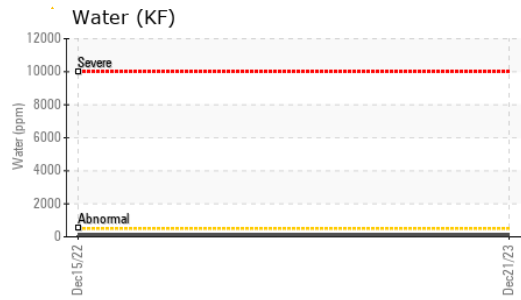 Water (KF)
12000
Severe
10000
8000
Water (ppm)
6000
4000
2000
Abnormal
0
Dec15/22
Dec21/23